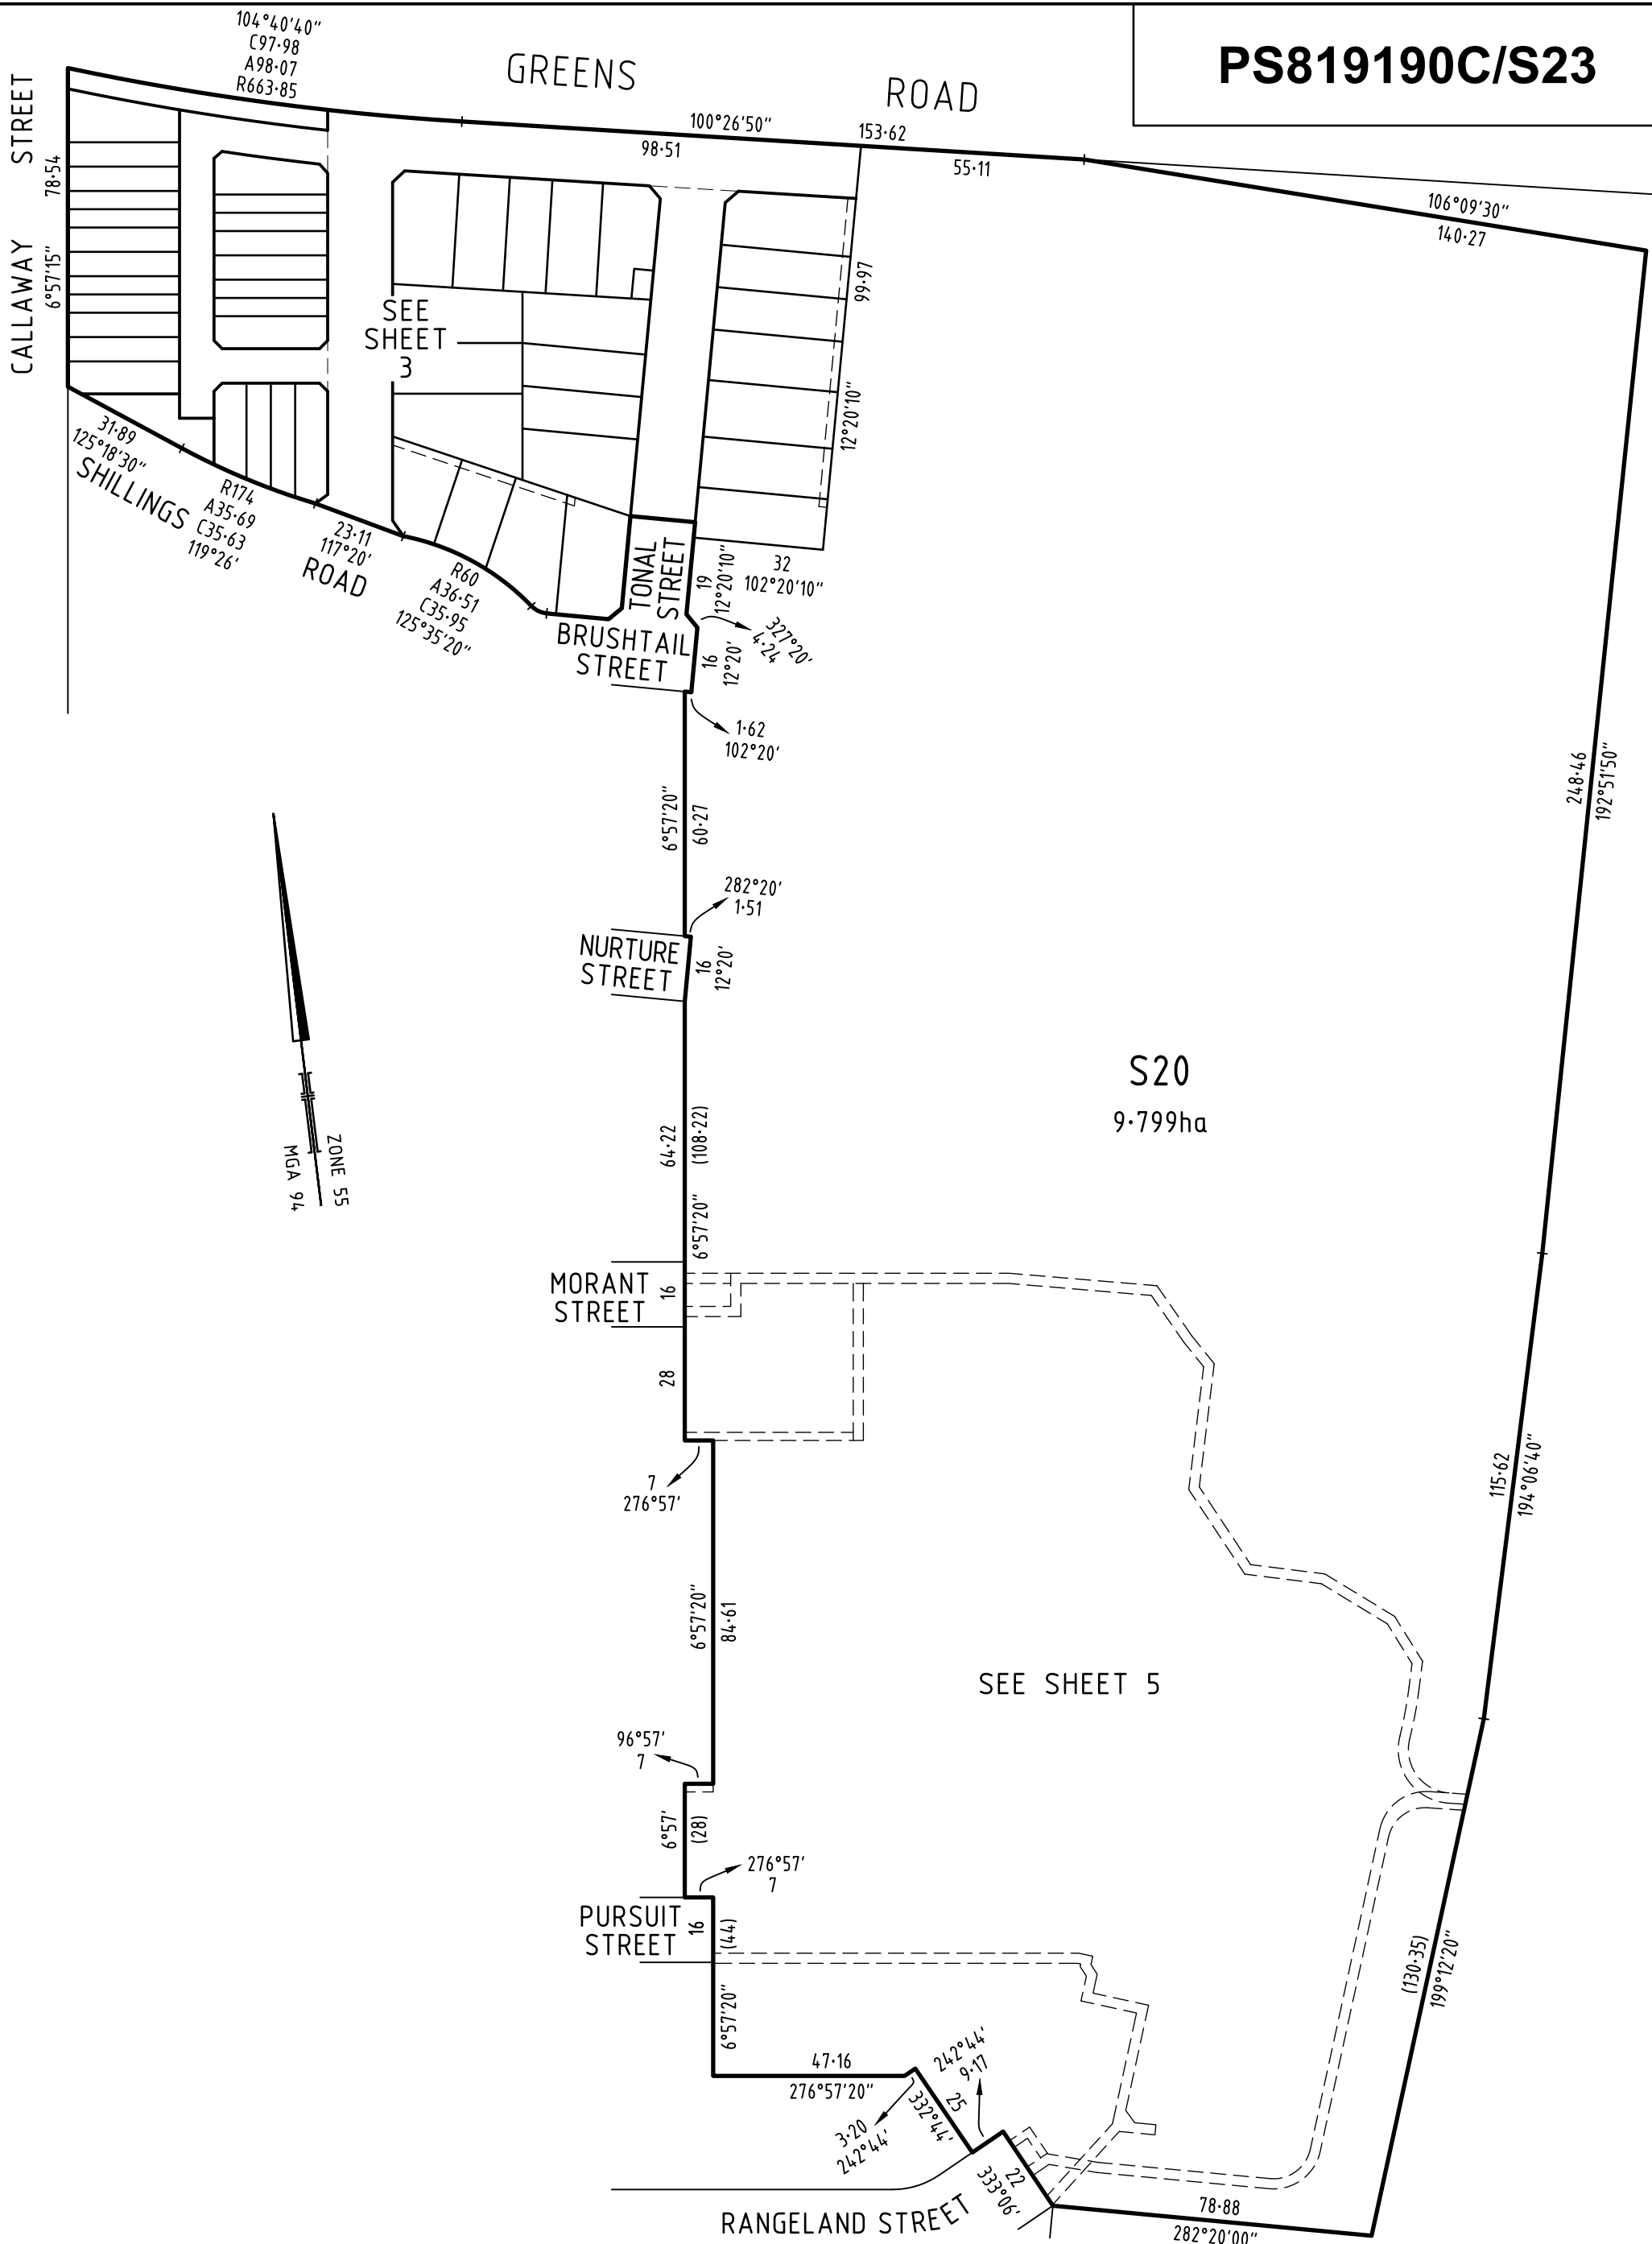 PS819190C/S23
104°40'40"
C97·98
A98·07
R663·85
GREENS ROAD
100°26'50"
98·51
153·62
55·11
106°09'30"
140·27
CALLAWAY STREET
6°57'15"
78·54
SEE
SHEET
3
99·97
12°20'10"
31·89
125°18'30"
SHILLINGS ROAD
R174
A35·69
C35·63
119°26'
23·11
117°20'
R60
A36·51
C35·95
125°35'20"
TONAL
STREET
19
12°20'10"
32
102°20'10"
327°20'
4·24
BRUSHTAIL
STREET
16
12°20'
1·62
102°20'
6°57'20"
60·27
248·46
192°51'50"
282°20'
1·51
NURTURE
STREET
16
12°20'
S20
9·799ha
ZONE 55
MGA 94
64·22
(108·22)
6°57'20"
MORANT
STREET
16
28
7
276°57'
115·62
194°06'40"
6°57'20"
84·61
SEE SHEET 5
96°57'
7
6°57'
(28)
276°57'
7
PURSUIT
STREET
16
(44)
6°57'20"
(130·35)
199°12'20"
47·16
276°57'20"
3·20
242°44'
25
332°44'
242°44'
9·17
22
333°06'
RANGELAND STREET
78·88
282°20'00"